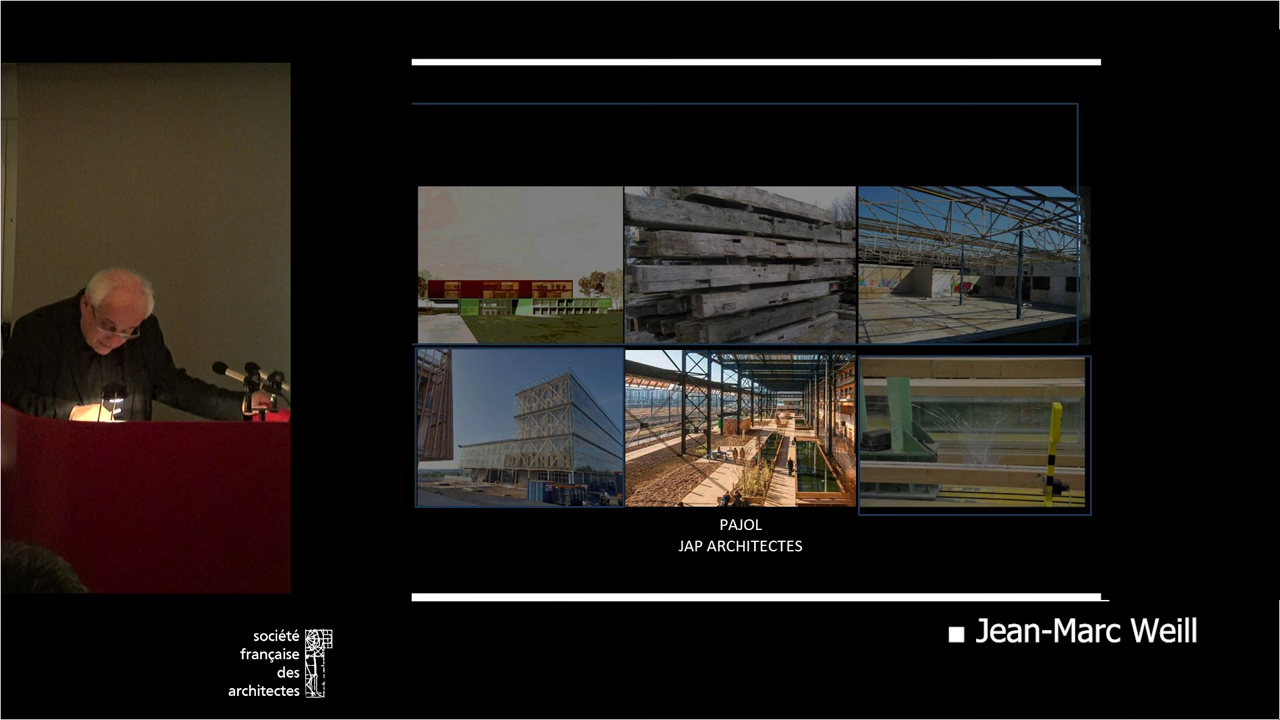 PAJOL
JAP ARCHITECTES
Jean-Marc Weill
société
française
des
architectes